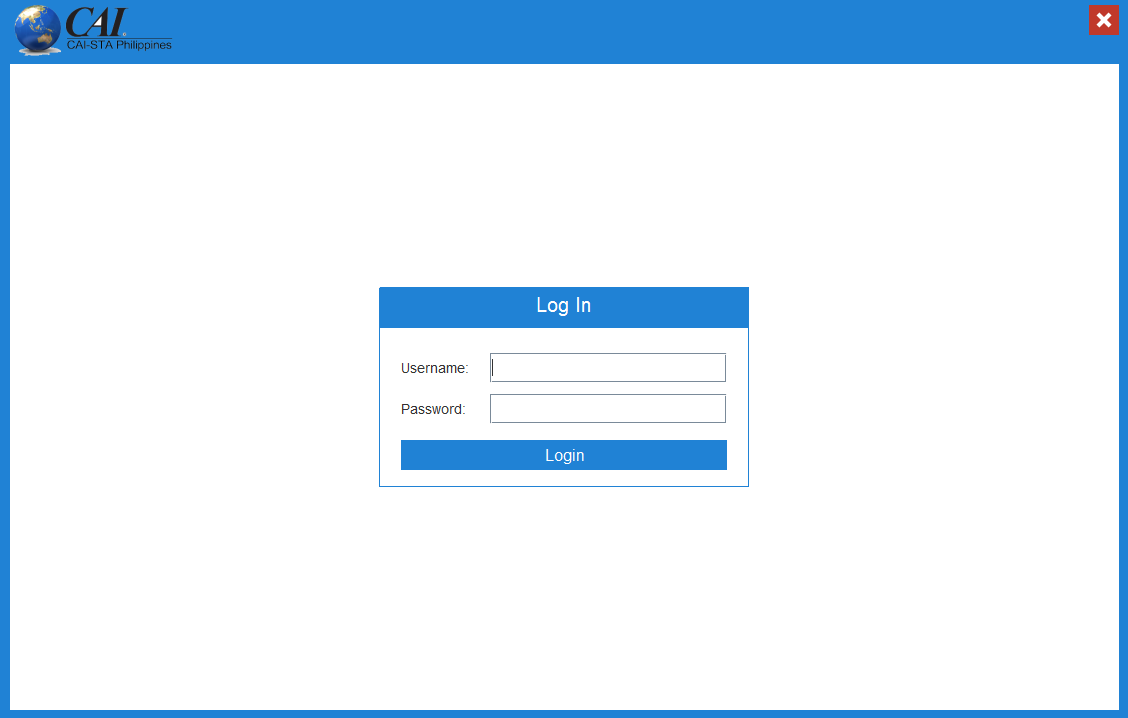 CAI
CAI-STA Philippines
Log In
Username:
Password:
Login